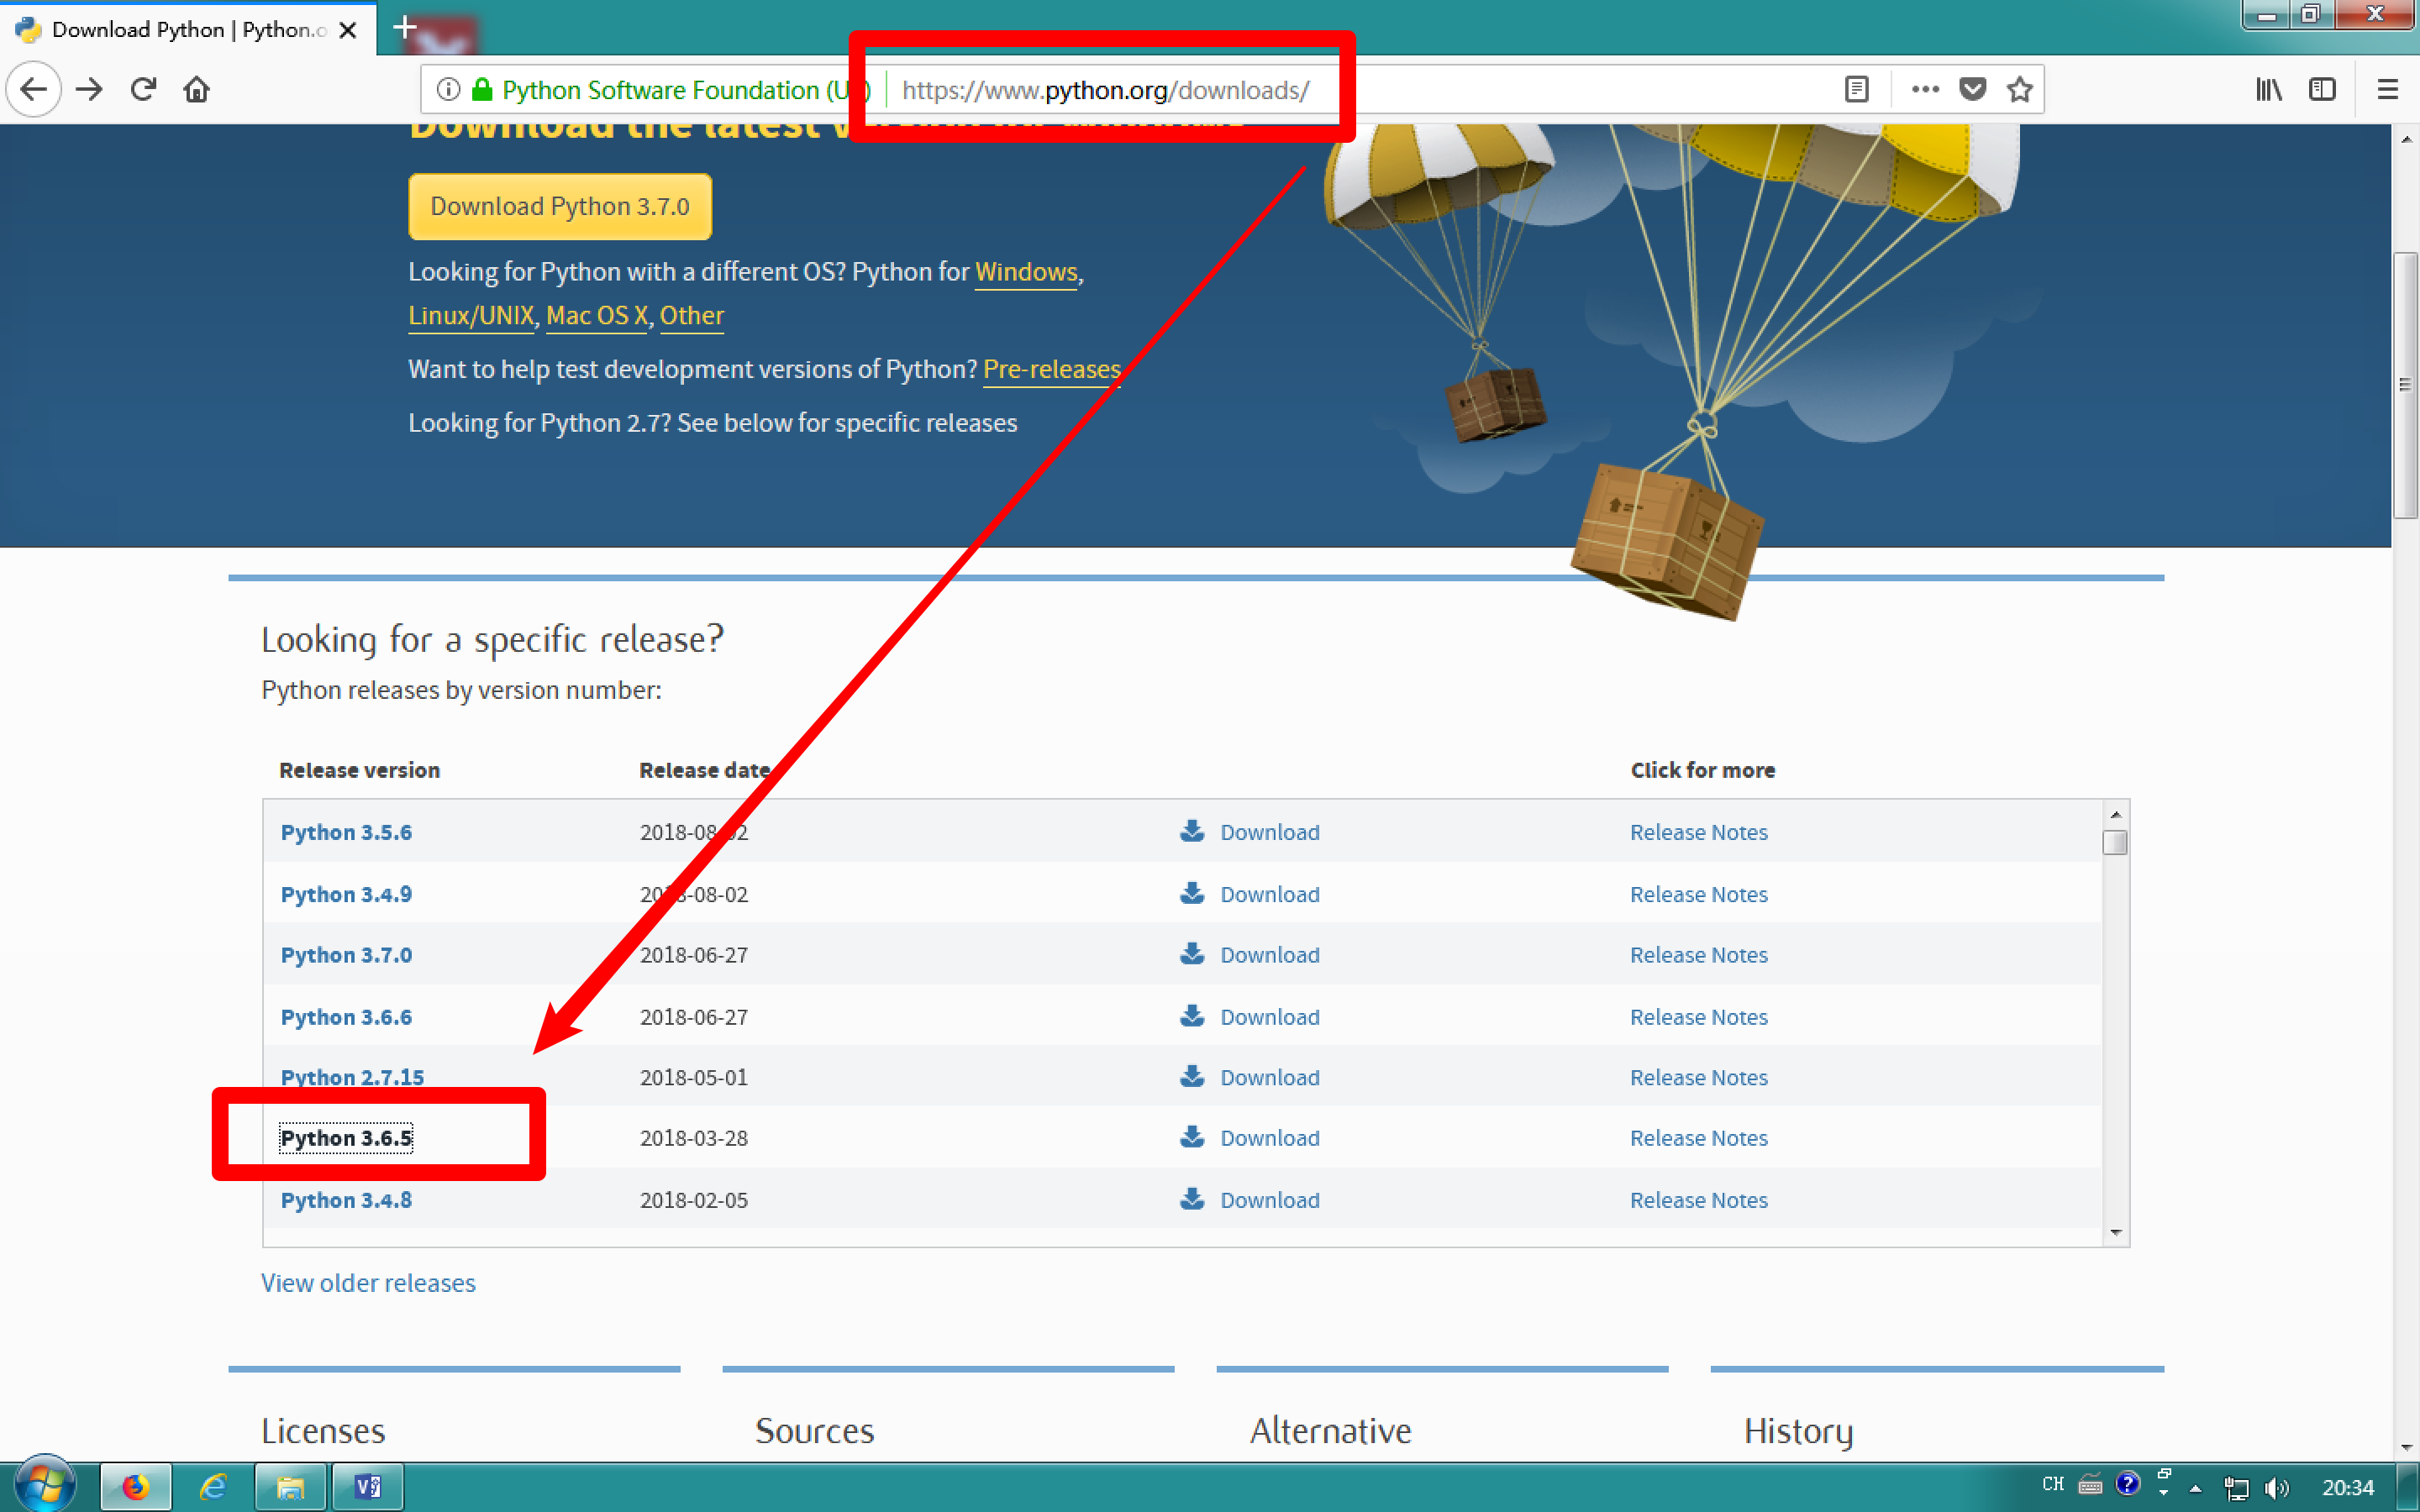 Download Python | Python.o
Python Software Foundation (U
https://www.python.org/downloads/
Download the latest
Download Python 3.7.0
Looking for Python with a different OS? Python for Windows,
Linux/UNIX, Mac OS X, Other
Want to help test development versions of Python? Pre-releases
Looking for Python 2.7? See below for specific releases
Looking for a specific release?
Python releases by version number:
Release version Release date Click for more
Python 3.5.6 2018-08-02 Download Release Notes
Python 3.4.9 2018-08-02 Download Release Notes
Python 3.7.0 2018-06-27 Download Release Notes
Python 3.6.6 2018-06-27 Download Release Notes
Python 2.7.15 2018-05-01 Download Release Notes
Python 3.6.5 2018-03-28 Download Release Notes
Python 3.4.8 2018-02-05 Download Release Notes
View older releases
Licenses Sources Alternative History
CH 20:34